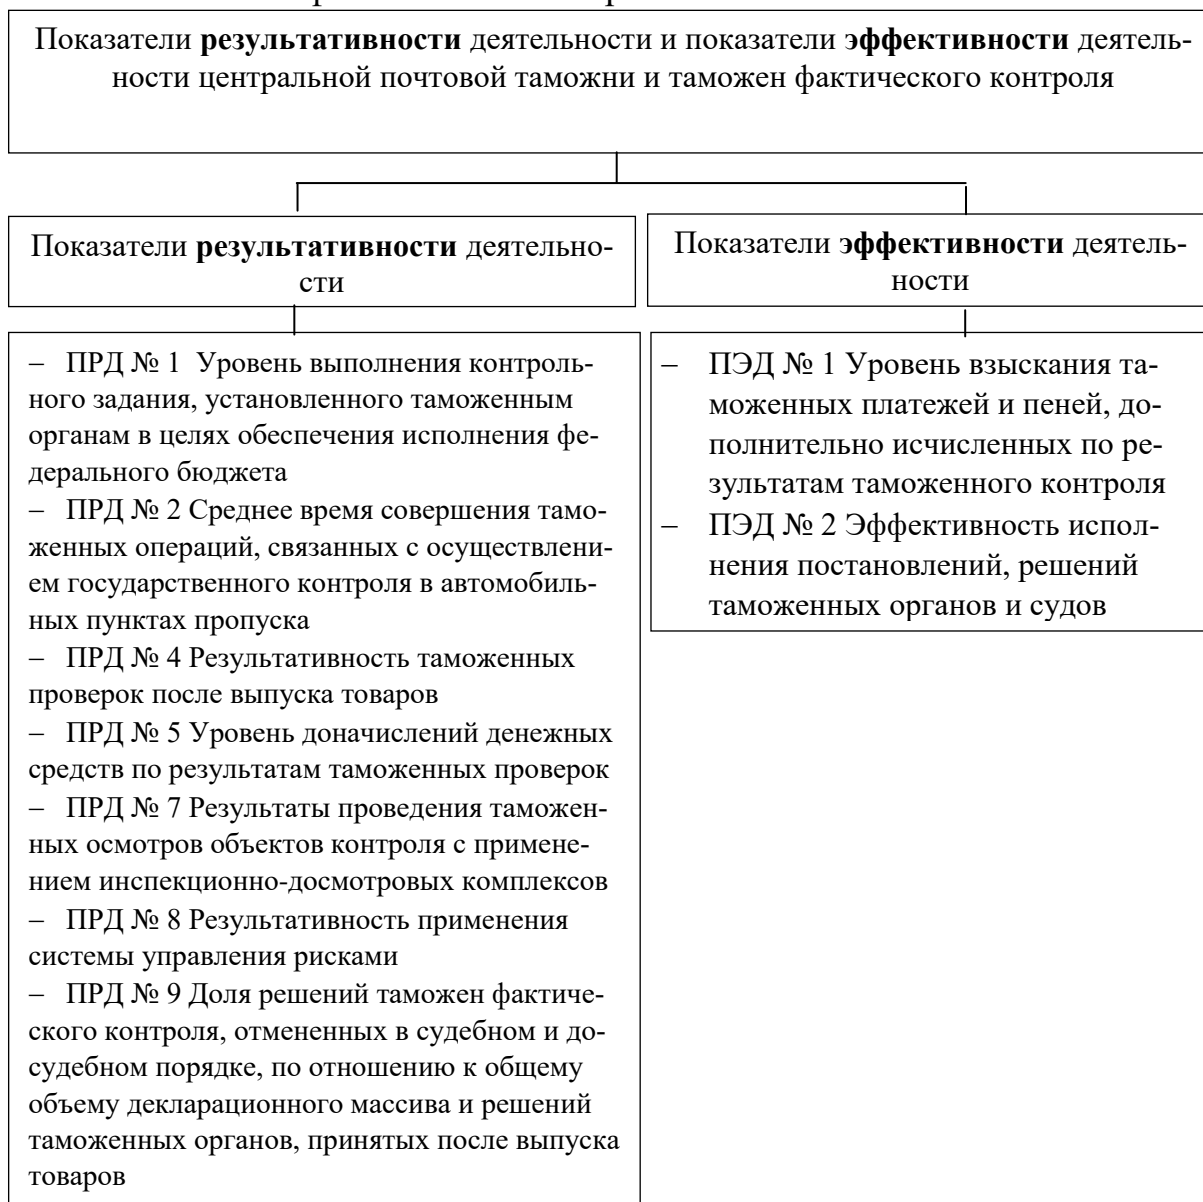 Показатели результативности деятельности и показатели эффективности деятель-
ности центральной почтовой таможни и таможен фактического контроля
Показатели результативности деятельно-
сти
Показатели эффективности деятель-
ности
– ПРД № 1 Уровень выполнения контроль-
ного задания, установленного таможенным
органам в целях обеспечения исполнения фе-
дерального бюджета
– ПРД № 2 Среднее время совершения тамо-
женных операций, связанных с осуществлени-
ем государственного контроля в автомобиль-
ных пунктах пропуска
– ПРД № 4 Результативность таможенных
проверок после выпуска товаров
– ПРД № 5 Уровень доначислений денежных
средств по результатам таможенных проверок
– ПРД № 7 Результаты проведения таможен-
ных осмотров объектов контроля с примене-
нием инспекционно-досмотровых комплексов
– ПРД № 8 Результативность применения
системы управления рисками
– ПРД № 9 Доля решений таможен фактиче-
ского контроля, отмененных в судебном и до-
судебном порядке, по отношению к общему
объему декларационного массива и решений
таможенных органов, принятых после выпуска
товаров
– ПЭД № 1 Уровень взыскания та-
моженных платежей и пеней, до-
полнительно исчисленных по ре-
зультатам таможенного контроля
– ПЭД № 2 Эффективность испол-
нения постановлений, решений
таможенных органов и судов